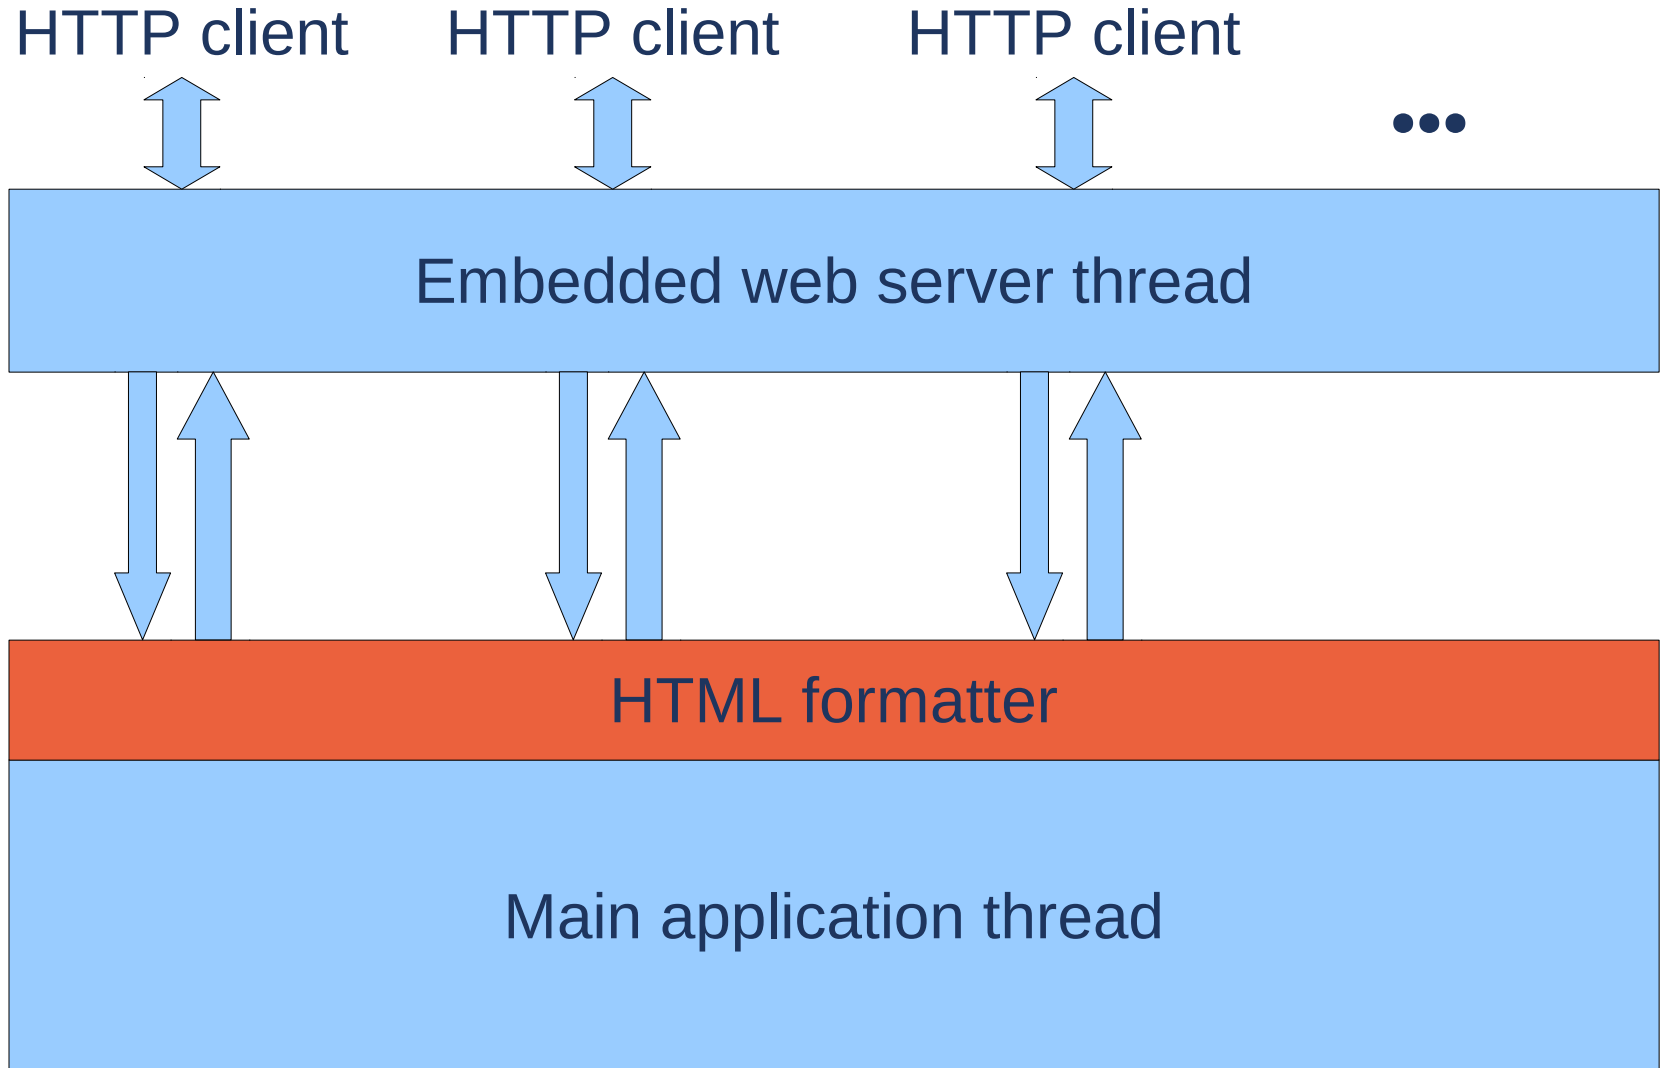 HTTP client HTTP client HTTP client
...
Embedded web server thread
HTML formatter
Main application thread